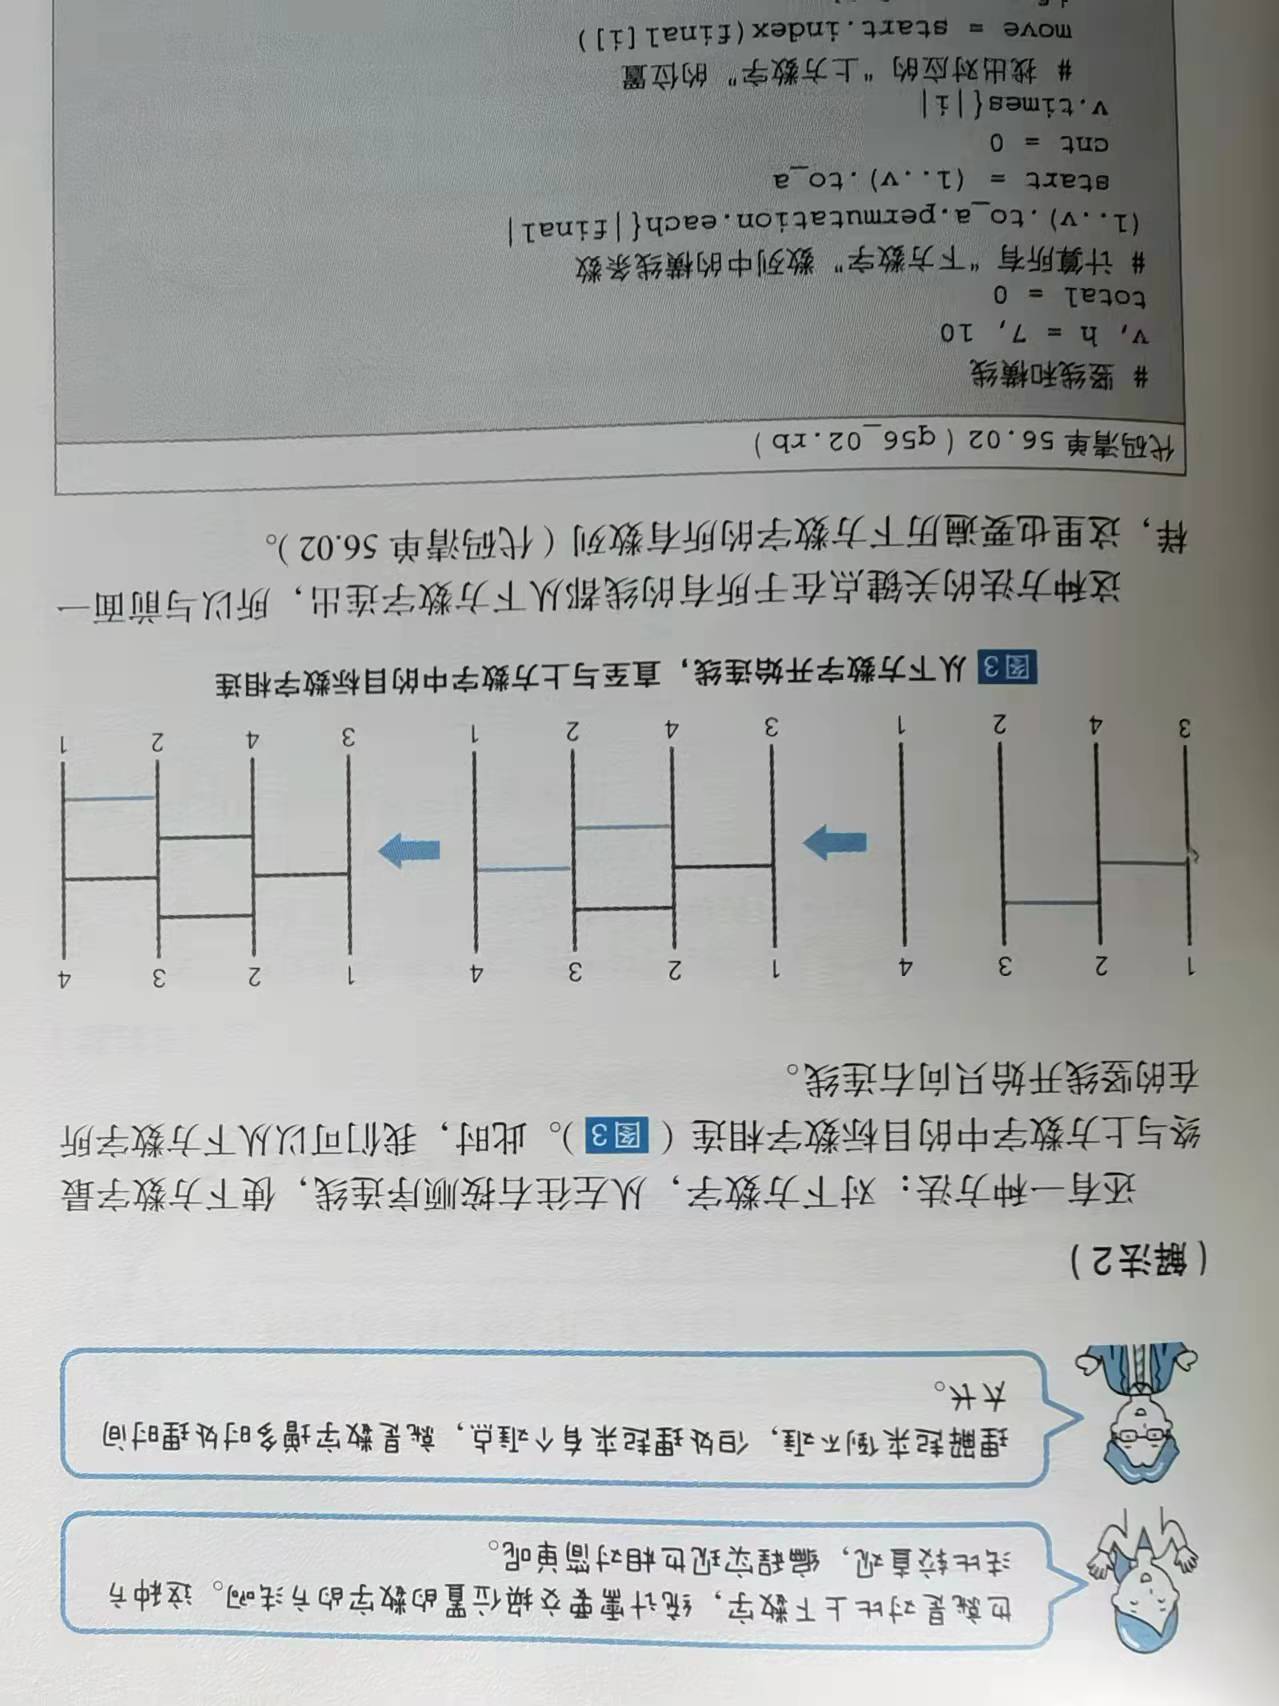 也就是对比上下数字，统计需要交换位置的数字的方法啊。这种方
法比较直观，编程实现也相对简单呢。
理解起来倒不难，但处理起来有个难点，就是数字增多时处理时间
太长。
（解法2）
还有一种方法：对下方数字，从左往右按顺序连线，使下方数字最
终与上方数字中的目标数字相连（图3）。此时，我们可以从下方数字所
在的竖线开始只向右连线。
1 2 3 4 1 2 3 4 1 2 3 4
3 4 2 1 3 4 2 1 3 4 2 1
图3 从下方数字开始连线，直至与上方数字中的目标数字相连
这种方法的关键点在于所有的线都从下方数字连出，所以与前面一
样，这里也要遍历下方数字的所有数列（代码清单 56.02）。
代码清单 56.02（q56_02.rb）
# 竖线和横线
v, h = 7, 10
total = 0
# 计算所有“下方数字”数列中的横线条数
(1..v).to_a.permutation.each{|final|
start = (1..v).to_a
cnt = 0
v.times{|i|
# 找出对应的“上方数字”的位置
move = start.index(final[i])